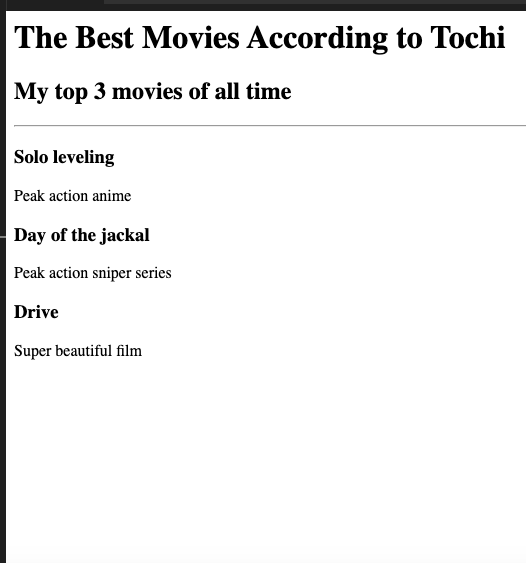 The Best Movies According to Tochi
My top 3 movies of all time
Solo leveling
Peak action anime
Day of the jackal
Peak action sniper series
Drive
Super beautiful film